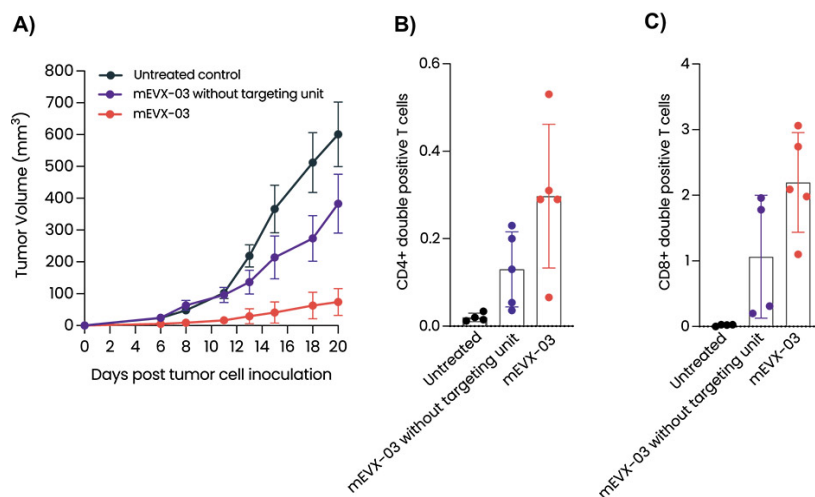 A)
Untreated control
mEVX-03 without targeting unit
mEVX-03
Tumor Volume (mm³)
800
700
600
500
400
300
200
100
0
0 2 4 6 8 10 11 12 14 16 18 20
Days post tumor cell inoculation
B)
CD4+ double positive T cells
0.6
0.4
0.2
0.0
Untreated
mEVX-03 without targeting unit
mEVX-03
C)
CD8+ double positive T cells
4
3
2
1
0
Untreated
mEVX-03 without targeting unit
mEVX-03